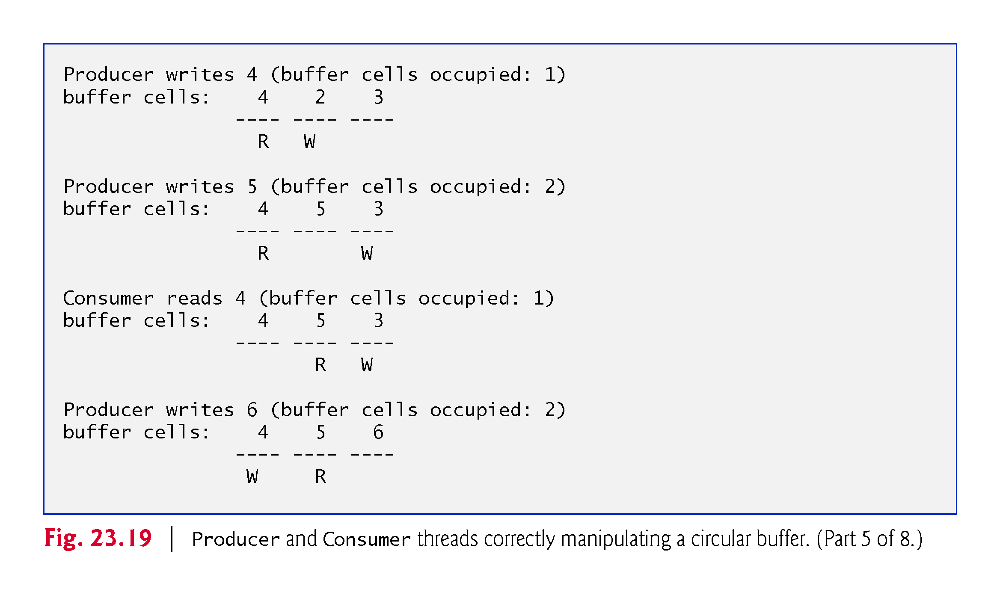 Producer writes 4 (buffer cells occupied: 1)
buffer cells:    4    2    3
               ---- ---- ----
                 R   W

Producer writes 5 (buffer cells occupied: 2)
buffer cells:    4    5    3
               ---- ---- ----
                 R        W

Consumer reads 4 (buffer cells occupied: 1)
buffer cells:    4    5    3
               ---- ---- ----
                      R   W

Producer writes 6 (buffer cells occupied: 2)
buffer cells:    4    5    6
               ---- ---- ----
                W     R

Fig. 23.19 | Producer and Consumer threads correctly manipulating a circular buffer. (Part 5 of 8.)